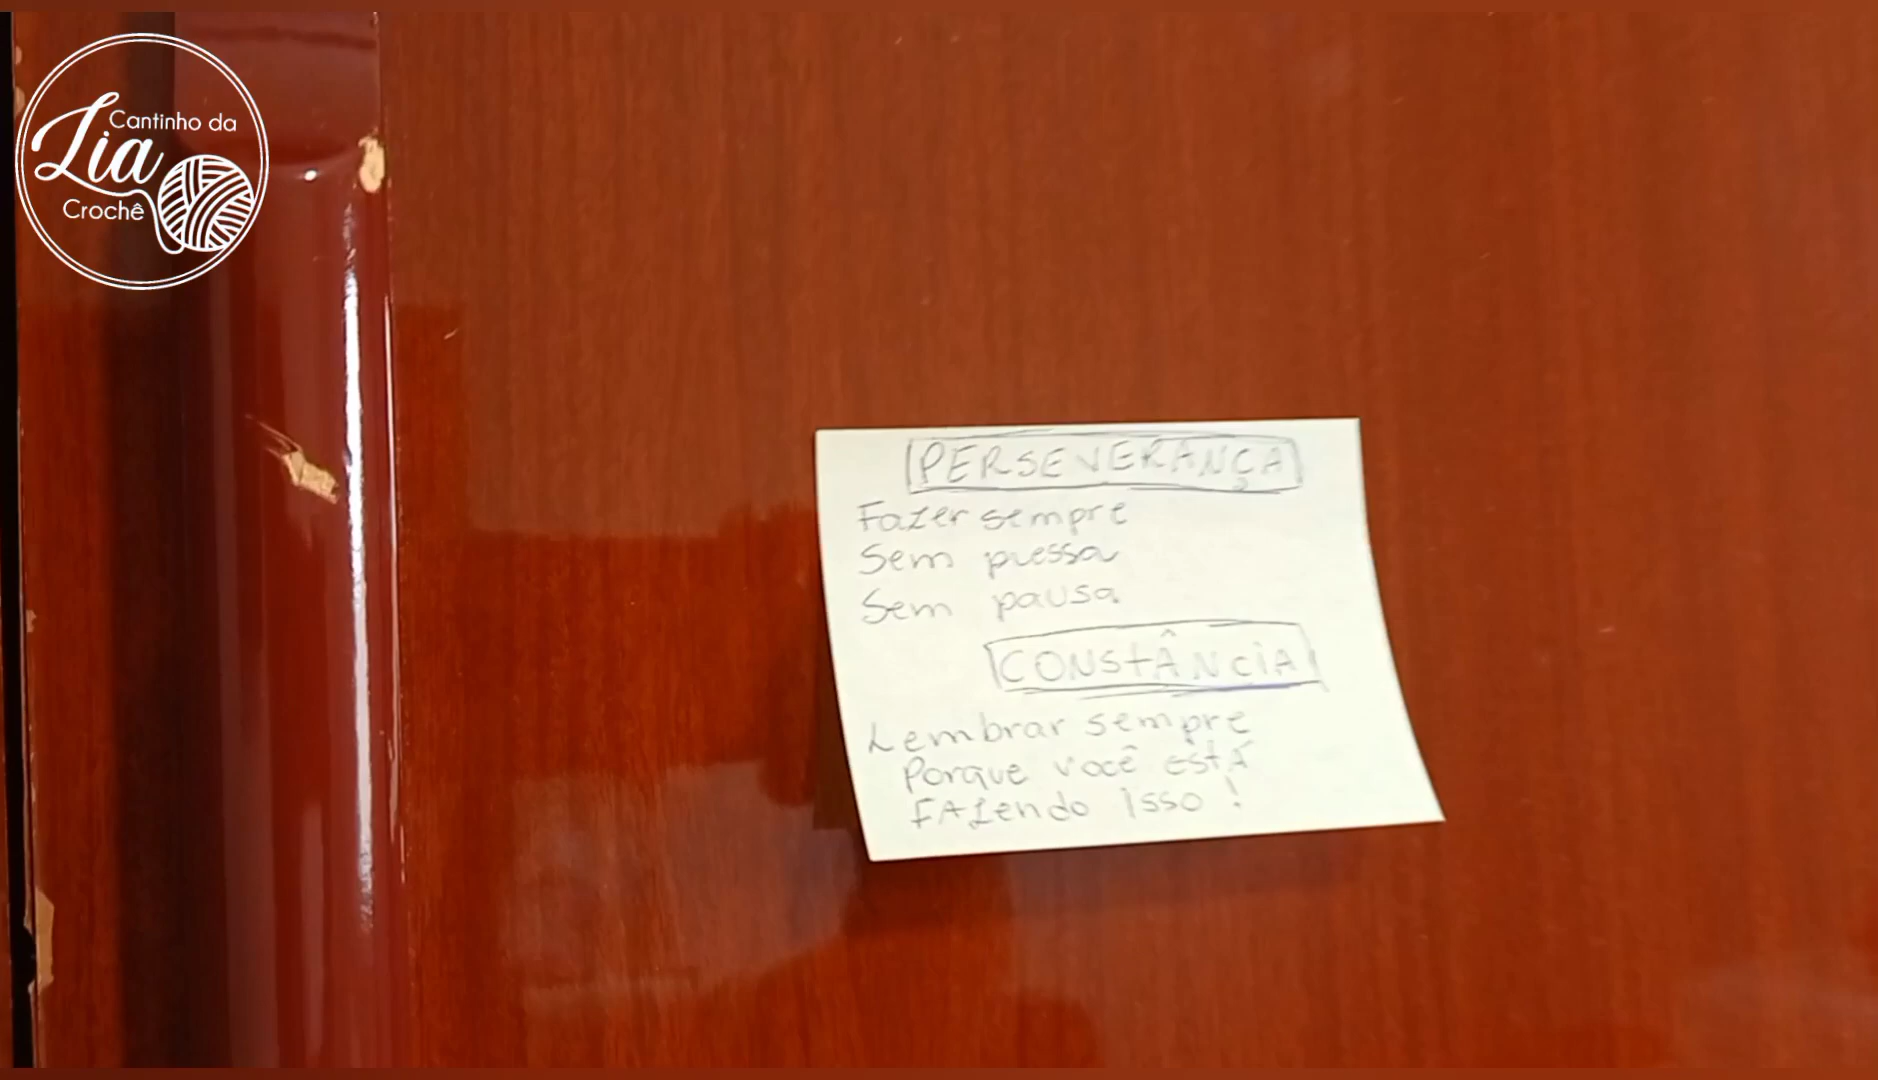 Cantinho da
Lia
Crochê
PERSEVERANÇA
Fazer sempre
Sem pressa
Sem pausa
CONStÂNCiA
Lembrar sempre
Porque você estÁ
FAZendo isso!